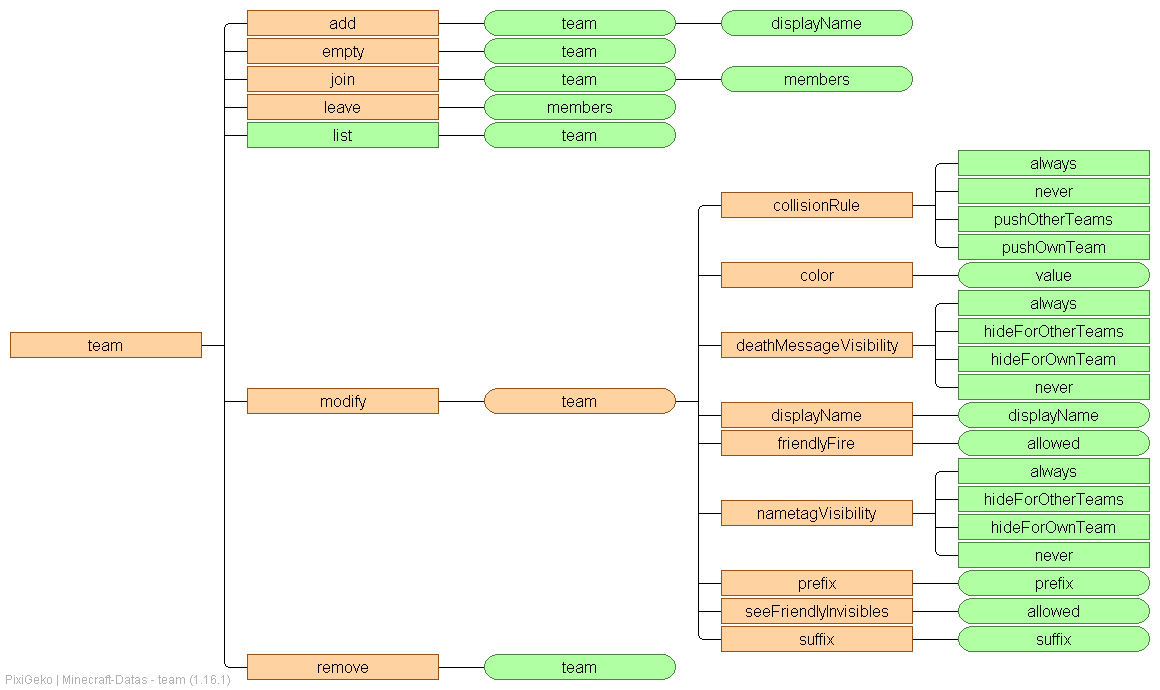 add team displayName
empty team
join team members
leave members
list team
always
collisionRule never
pushOtherTeams
pushOwnTeam
color value
always
team deathMessageVisibility hideForOtherTeams
hideForOwnTeam
never
modify team
displayName displayName
friendlyFire allowed
always
nametagVisibility hideForOtherTeams
hideForOwnTeam
never
prefix prefix
seeFriendlyInvisibles allowed
suffix suffix
remove team
PixiGeko | Minecraft-Datas - team (1.16.1)